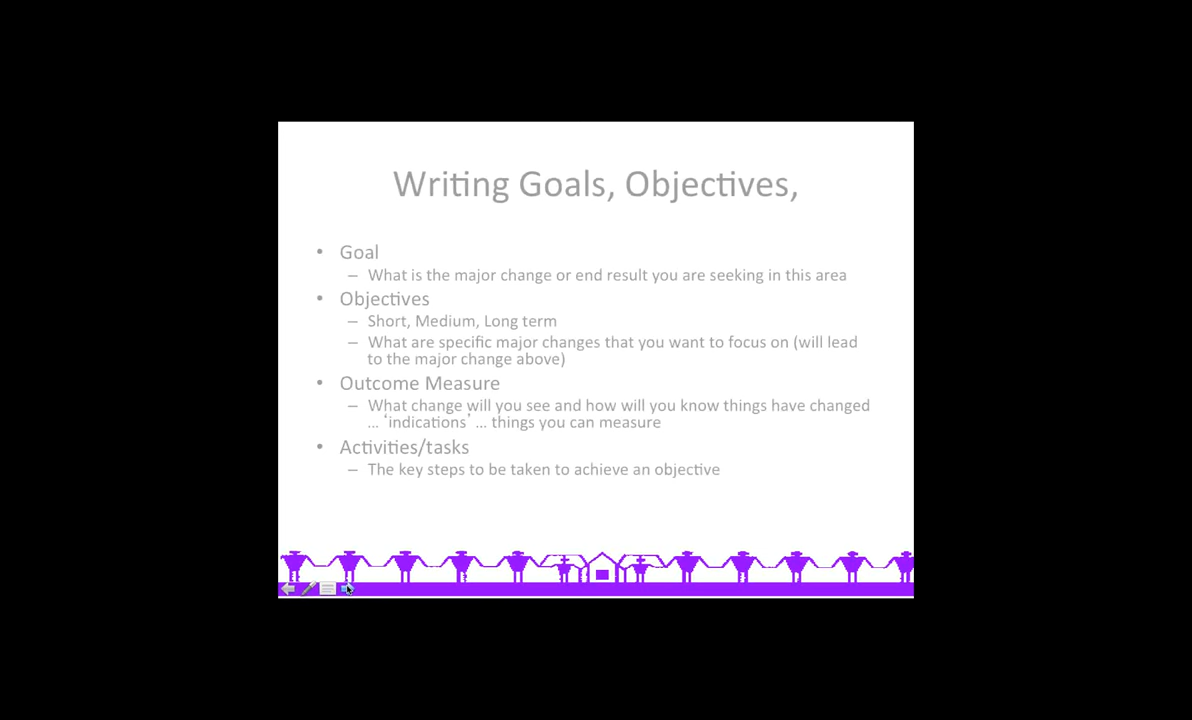 Writing Goals, Objectives,
• Goal
– What is the major change or end result you are seeking in this area
• Objectives
– Short, Medium, Long term
– What are specific major changes that you want to focus on (will lead
to the major change above)
• Outcome Measure
– What change will you see and how will you know things have changed
… ‘indications’ … things you can measure
• Activities/tasks
– The key steps to be taken to achieve an objective